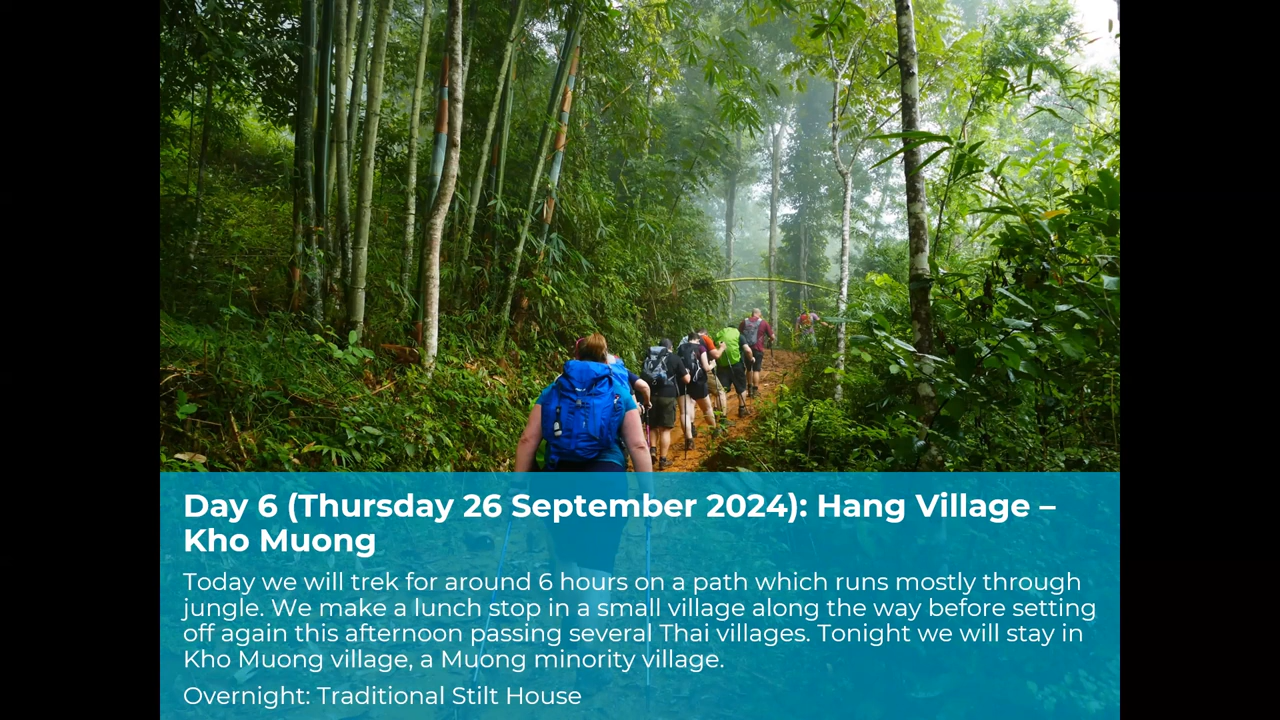 Day 6 (Thursday 26 September 2024): Hang Village –
Kho Muong
Today we will trek for around 6 hours on a path which runs mostly through
jungle. We make a lunch stop in a small village along the way before setting
off again this afternoon passing several Thai villages. Tonight we will stay in
Kho Muong village, a Muong minority village.
Overnight: Traditional Stilt House